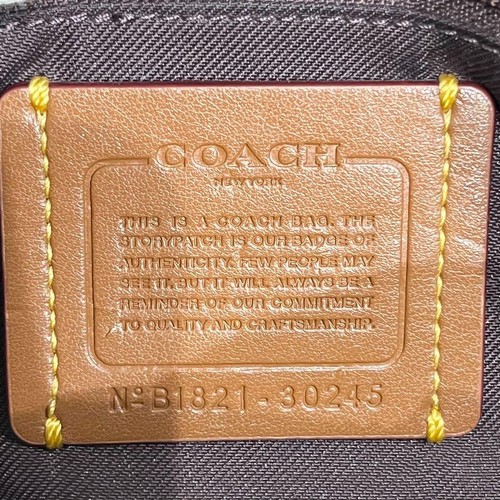 COACH
NEW YORK
THIS IS A COACH BAG. THE
STORYPATCH IS OUR BADGE OF
AUTHENTICITY. FEW PEOPLE MAY
SEE IT. BUT IT WILL ALWAYS BE A
REMINDER OF OUR COMMITMENT
TO QUALITY AND CRAFTSMANSHIP.
Nº B1821 - 30245